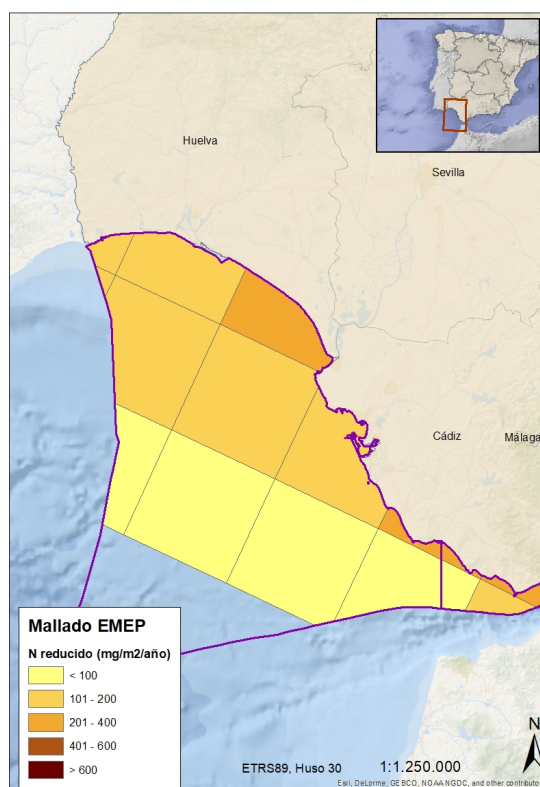 Huelva
Sevilla
Cádiz
Málaga
Mallado EMEP
N reducido (mg/m2/año)
< 100
101 - 200
201 - 400
401 - 600
> 600
ETRS89, Huso 30
1:1.250.000
N
Esri, DeLorme, GEBCO, NOAA NGDC, and other contributo